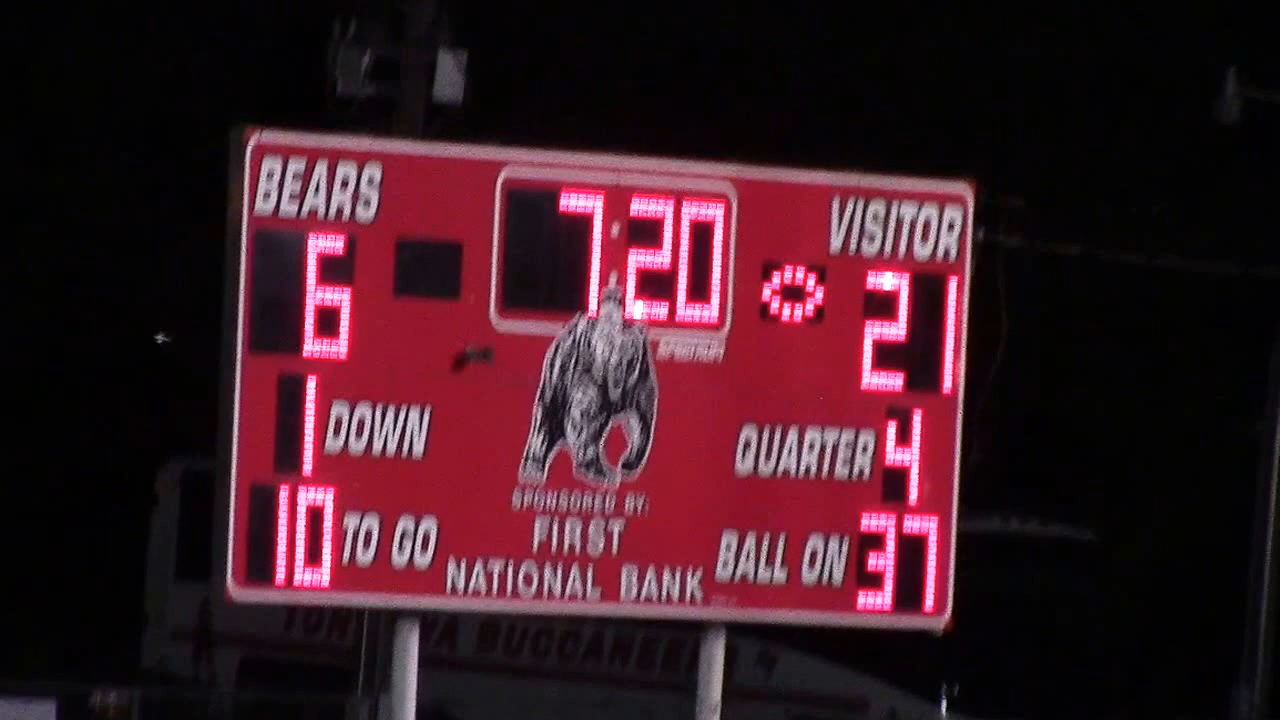 BEARS
7:20
VISITOR
6
21
1 DOWN
QUARTER 4
10 TO GO
BALL ON 37
SPONSORED BY:
FIRST
NATIONAL BANK
BUCCANEERS